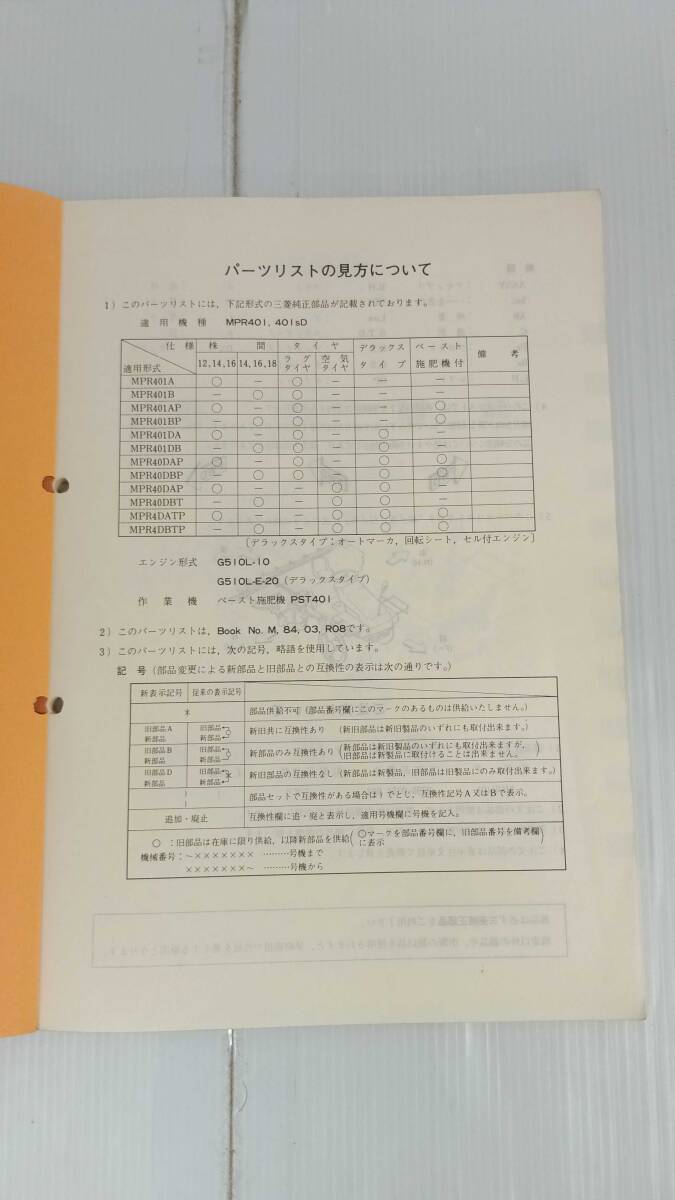 パーツリストの見方について
1) このパーツリストには，下記形式の三菱純正部品が記載されております。
適用機種 MPR401, 401sD
仕様 株間 タイヤ デラックスタイプ ペースト施肥機付 備考
適用形式 12,14,16 14,16,18 ラグタイヤ 空気タイヤ
MPR401A ○ － ○ － － －
MPR401B － ○ ○ － － －
MPR401AP ○ － ○ － － ○
MPR401BP － ○ ○ － － ○
MPR401DA ○ － ○ － ○ －
MPR401DB － ○ ○ － ○ －
MPR40DAP ○ － ○ － ○ ○
MPR40DBP － ○ ○ － ○ ○
MPR40DAP ○ － － ○ ○ －
MPR40DBT － ○ － ○ ○ －
MPR4DATP ○ － － ○ ○ ○
MPR4DBTP － ○ － ○ ○ ○
〔デラックスタイプ：オートマーカ，回転シート，セル付エンジン〕
エンジン形式 G510L-10
G510L-E-20（デラックスタイプ）
作業機 ペースト施肥機 PST401
2) このパーツリストは，Book No. M, 84, 03, R08です。
3) このパーツリストには，次の記号，略語を使用しています。
記号（部品変更による新部品と旧部品との互換性の表示は次の通りです。）
新表示記号 従来の表示記号
＊ 部品供給不可（部品番号欄にこのマークのあるものは供給いたしません。）
旧部品A 旧部品 新旧共に互換性あり （新旧部品は新旧製品のいずれにも取付出来ます。）
新部品 新部品
旧部品B 旧部品 新部品のみ互換性あり（新部品は新旧製品のいずれにも取付出来ますが，
新部品 新部品 旧部品は新製品に取付けることは出来ません。）
旧部品D 旧部品 新旧部品の互換性なし（新部品は新製品，旧部品は旧製品にのみ取付出来ます。）
新部品 新部品
部品セットで互換性がある場合は）でとじ，互換性記号A又はBで表示。
追加・廃止 互換性欄に追・廃と表示し，適用号機欄に号機を記入。
○ ：旧部品は在庫に限り供給，以降新部品を供給（○マークを部品番号欄に，旧部品番号を備考欄に表示）
機械番号：～××××××× ………号機まで
×××××××～ ………号機から